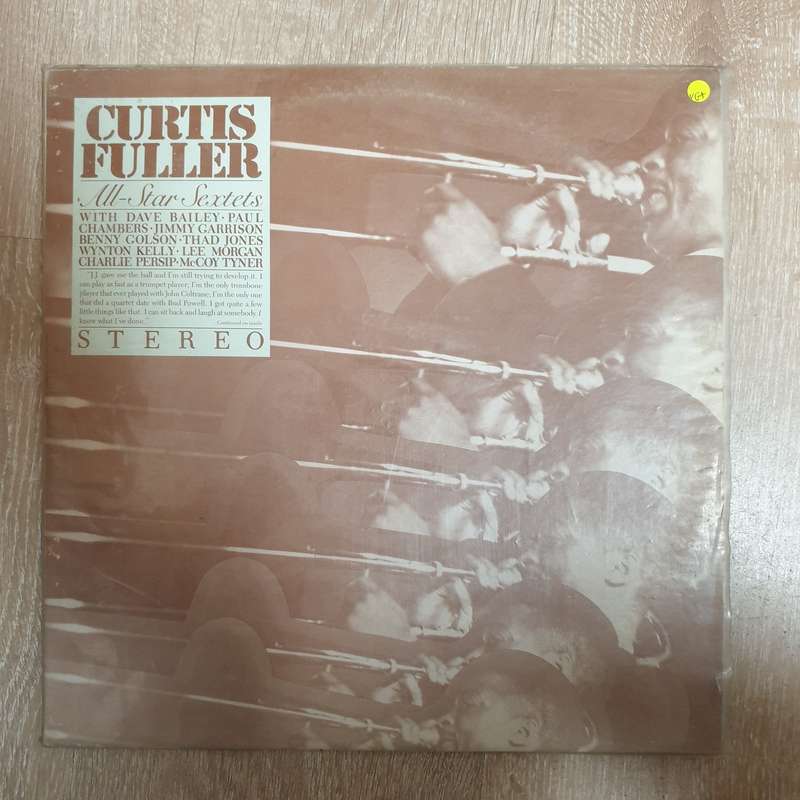 CURTIS
FULLER
All-Star Sextets
WITH DAVE BAILEY · PAUL
CHAMBERS · JIMMY GARRISON
BENNY GOLSON · THAD JONES
WYNTON KELLY · LEE MORGAN
CHARLIE PERSIP · McCOY TYNER
"J.J. gave me the ball and I'm still trying to develop it. I
can play as fast as a trumpet player; I'm the only trombone
player that ever played with John Coltrane, I'm the only one
that did a quartet date with Bud Powell. I got quite a few
little things like that. I can sit back and laugh at somebody. I
know what I've done."
Continued on inside
STEREO
VG+